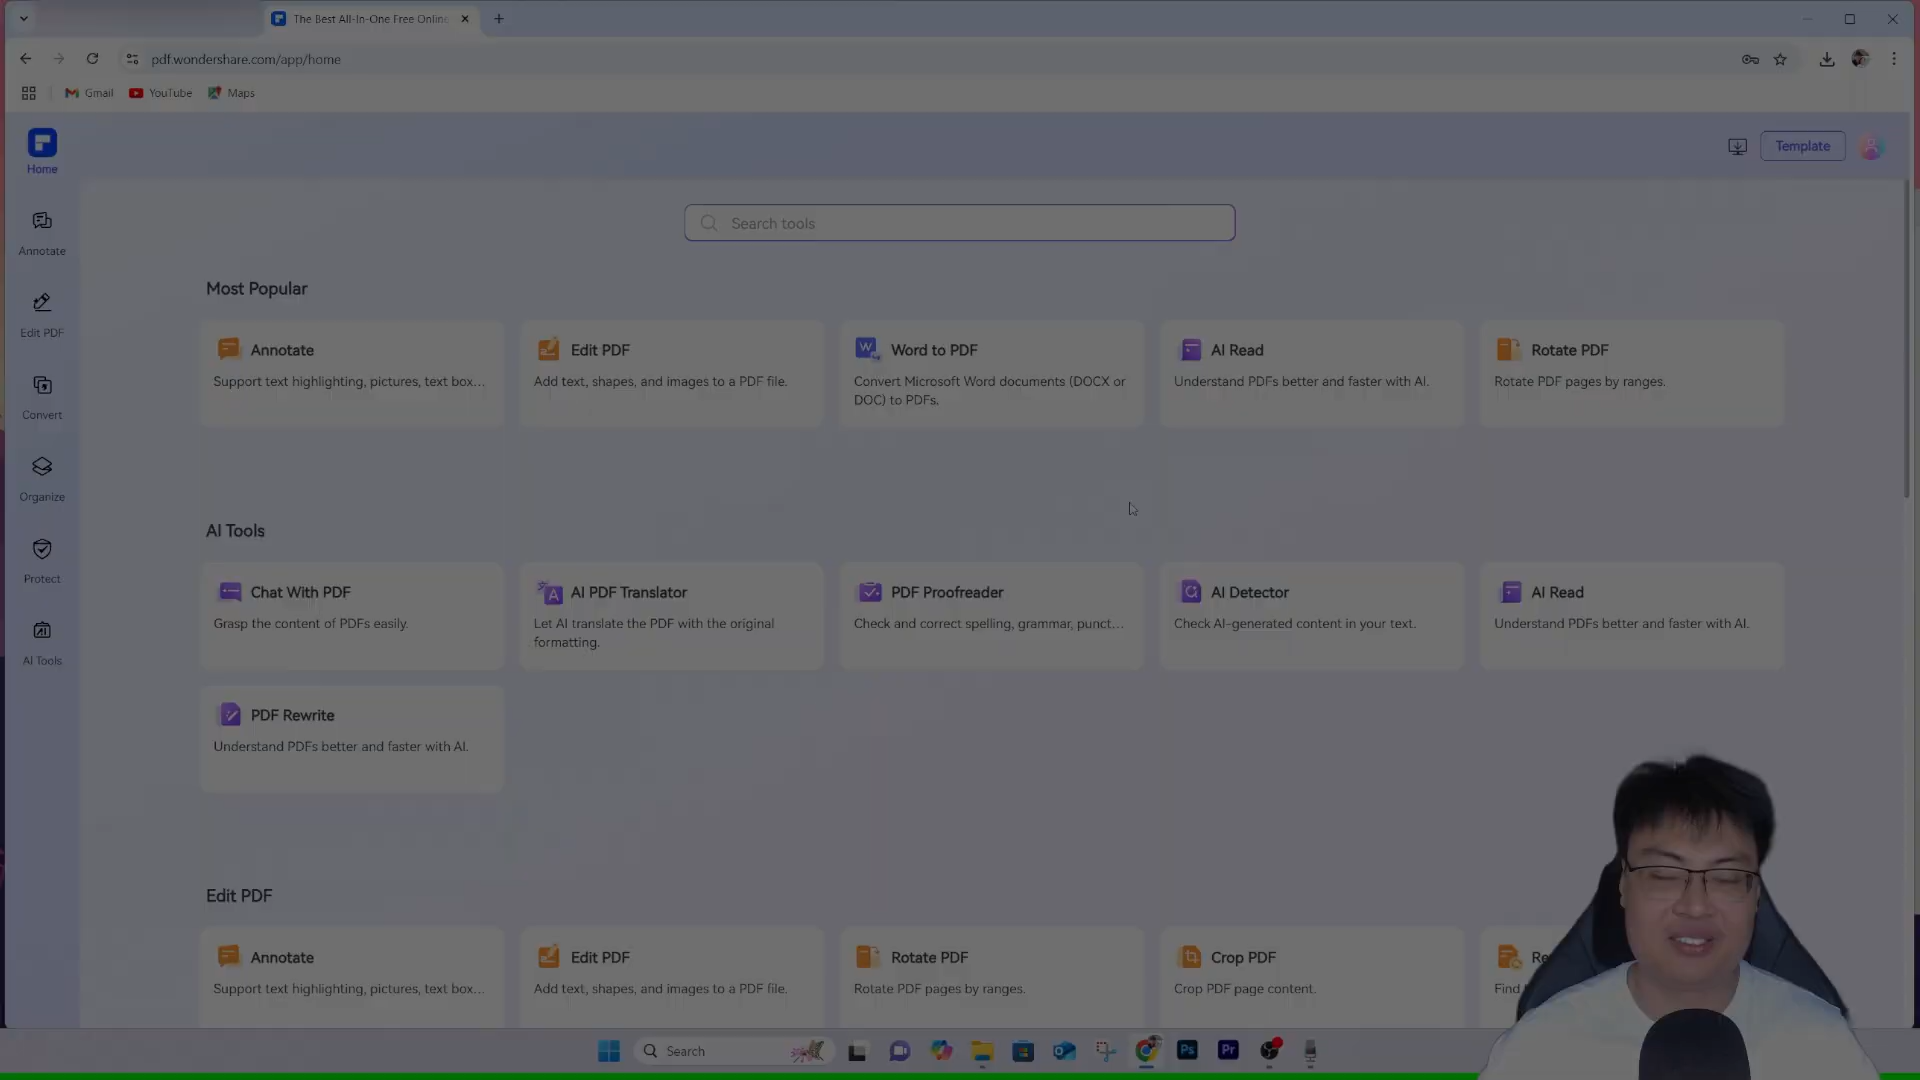 The Best All-In-One Free Onlin
pdf.wondershare.com/app/home
Gmail
YouTube
Maps
Home
Template
Search tools
Annotate
Edit PDF
Convert
Organize
Protect
AI Tools
Most Popular
Annotate
Support text highlighting, pictures, text box...
Edit PDF
Add text, shapes, and images to a PDF file.
Word to PDF
Convert Microsoft Word documents (DOCX or
DOC) to PDFs.
AI Read
Understand PDFs better and faster with AI.
Rotate PDF
Rotate PDF pages by ranges.
AI Tools
Chat With PDF
Grasp the content of PDFs easily.
AI PDF Translator
Let AI translate the PDF with the original
formatting.
PDF Proofreader
Check and correct spelling, grammar, punct...
AI Detector
Check AI-generated content in your text.
AI Read
Understand PDFs better and faster with AI.
PDF Rewrite
Understand PDFs better and faster with AI.
Edit PDF
Annotate
Support text highlighting, pictures, text box...
Edit PDF
Add text, shapes, and images to a PDF file.
Rotate PDF
Rotate PDF pages by ranges.
Crop PDF
Crop PDF page content.
Find
Search
Ps
Pr